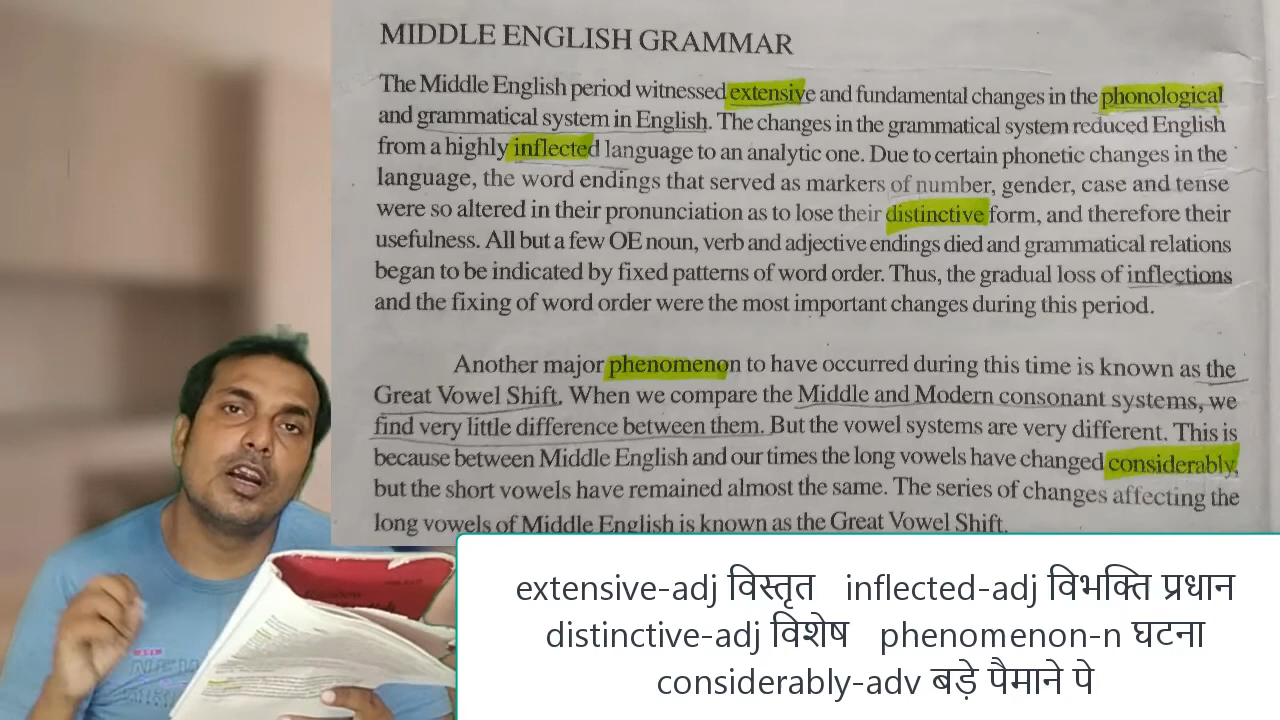 MIDDLE ENGLISH GRAMMAR
The Middle English period witnessed extensive and fundamental changes in the phonological
and grammatical system in English. The changes in the grammatical system reduced English
from a highly inflected language to an analytic one. Due to certain phonetic changes in the
language, the word endings that served as markers of number, gender, case and tense
were so altered in their pronunciation as to lose their distinctive form, and therefore their
usefulness. All but a few OE noun, verb and adjective endings died and grammatical relations
began to be indicated by fixed patterns of word order. Thus, the gradual loss of inflections
and the fixing of word order were the most important changes during this period.
Another major phenomenon to have occurred during this time is known as the
Great Vowel Shift. When we compare the Middle and Modern consonant systems, we
find very little difference between them. But the vowel systems are very different. This is
because between Middle English and our times the long vowels have changed considerably,
but the short vowels have remained almost the same. The series of changes affecting the
long vowels of Middle English is known as the Great Vowel Shift.
extensive-adj विस्तृत inflected-adj विभक्ति प्रधान
distinctive-adj विशेष phenomenon-n घटना
considerably-adv बड़े पैमाने पे